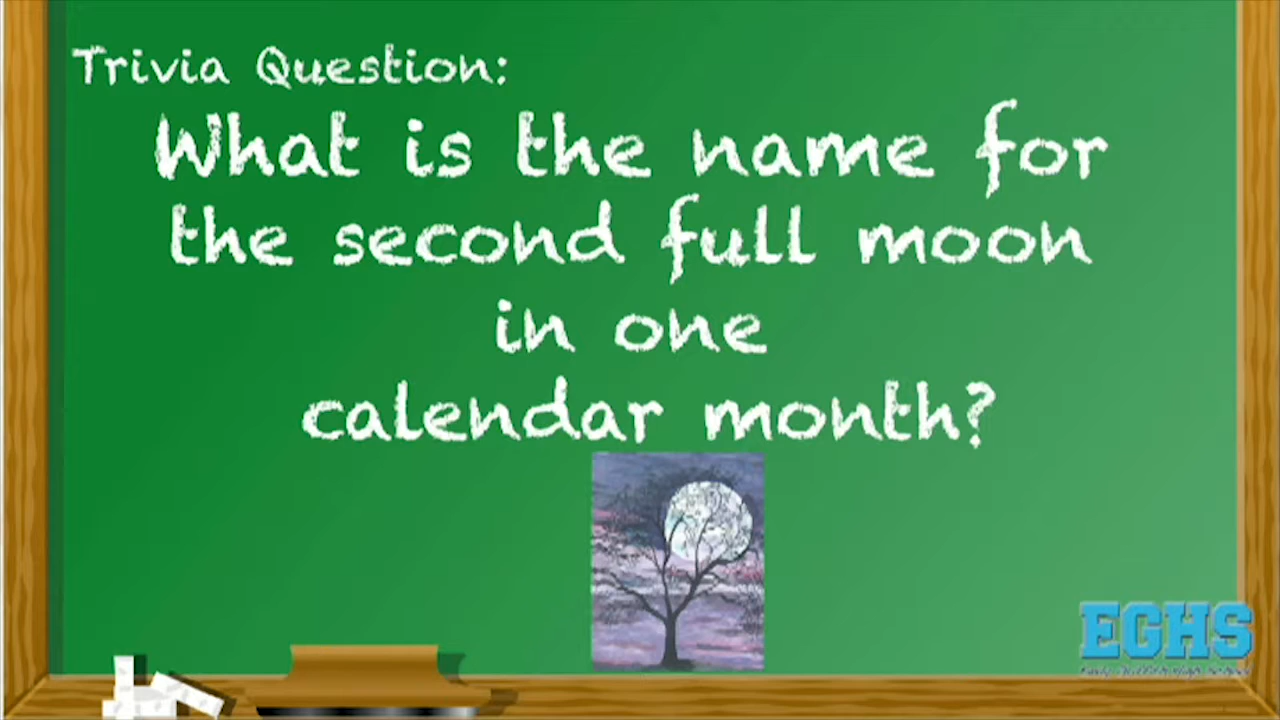 Trivia Question:
What is the name for
the second full moon
in one
calendar month?
EGHS